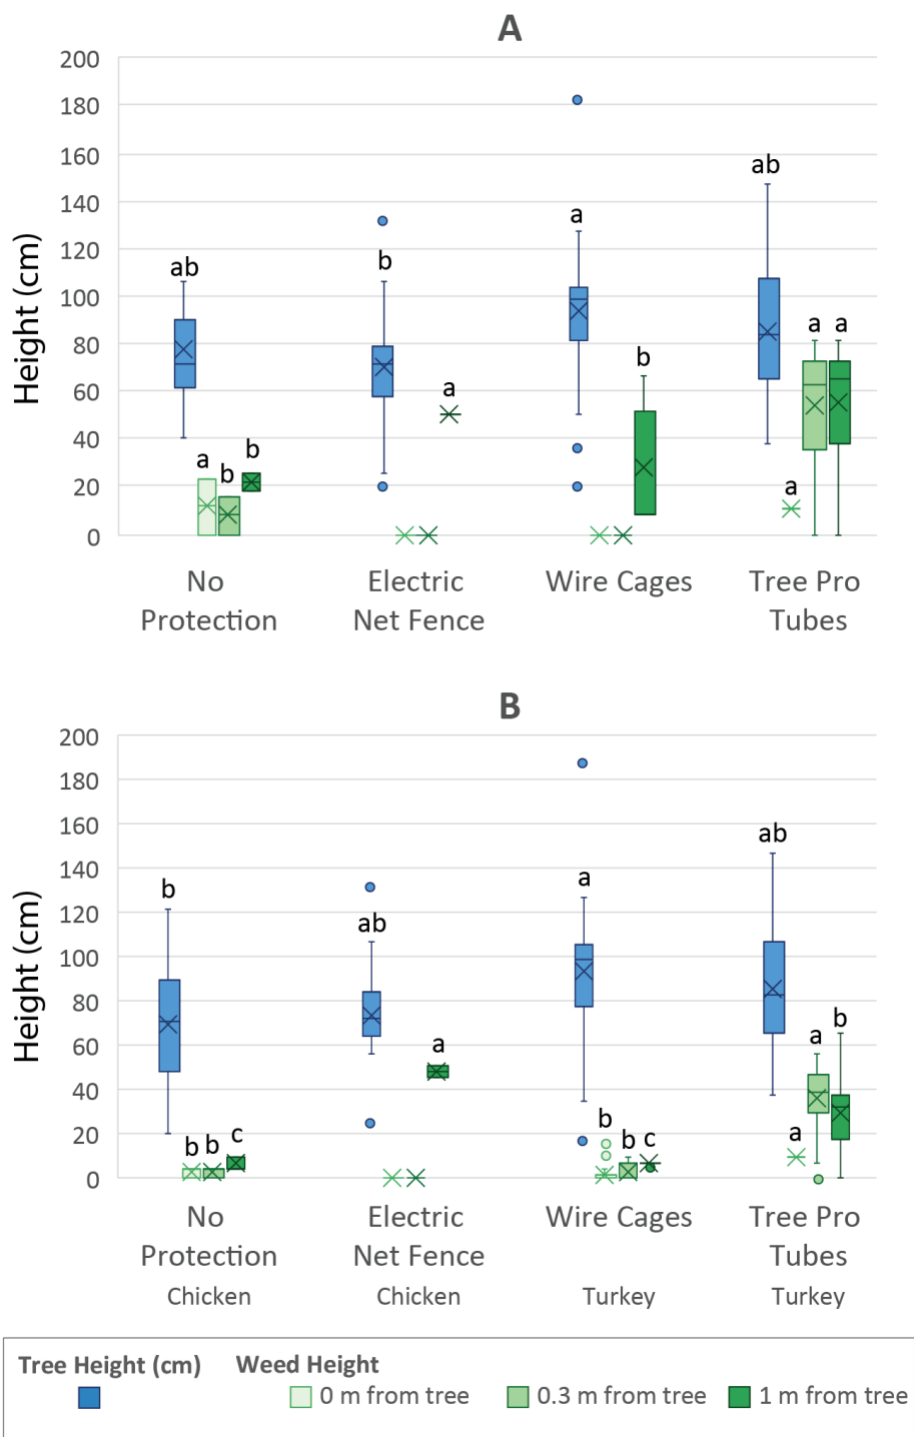 A
200
180
160
140
120
100
80
60
40
20
0
Height (cm)
ab
a
b
b
b
a
a
b
ab
a
a
a
No Protection
Electric Net Fence
Wire Cages
Tree Pro Tubes
B
200
180
160
140
120
100
80
60
40
20
0
Height (cm)
b
b
b
c
ab
a
a
b
b
c
ab
a
a
b
No Protection
Chicken
Electric Net Fence
Chicken
Wire Cages
Turkey
Tree Pro Tubes
Turkey
Tree Height (cm)
Weed Height
0 m from tree
0.3 m from tree
1 m from tree